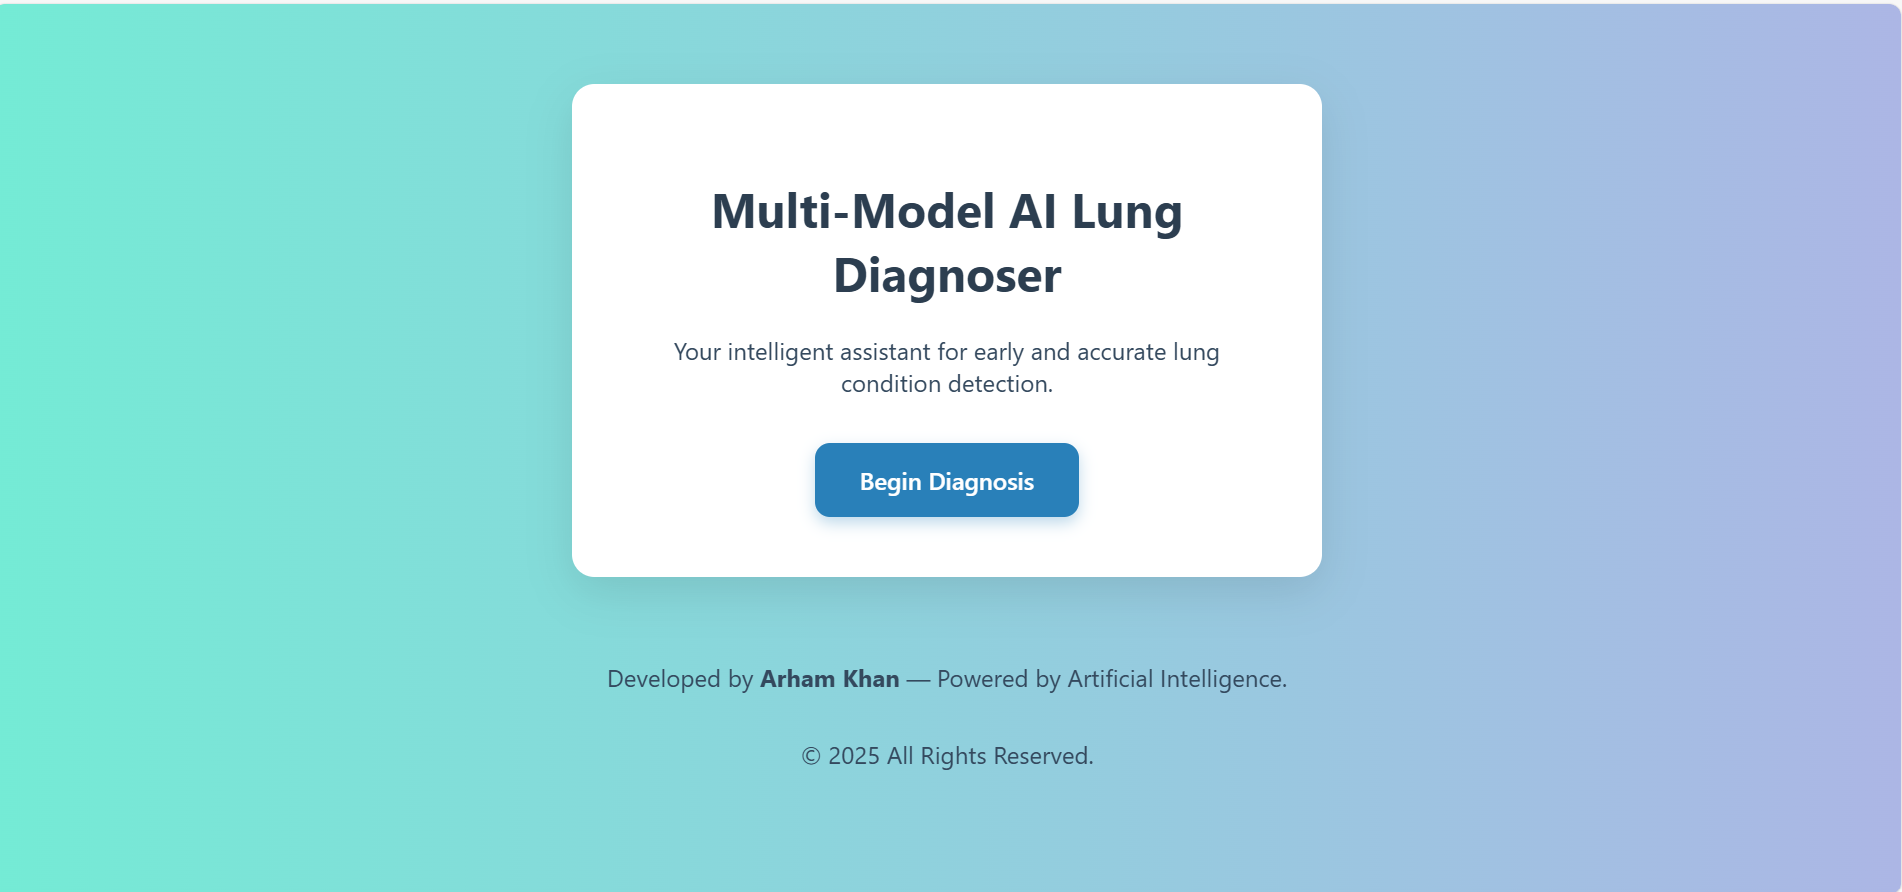 Multi-Model AI Lung
Diagnoser
Your intelligent assistant for early and accurate lung
condition detection.
Begin Diagnosis
Developed by Arham Khan — Powered by Artificial Intelligence.
© 2025 All Rights Reserved.